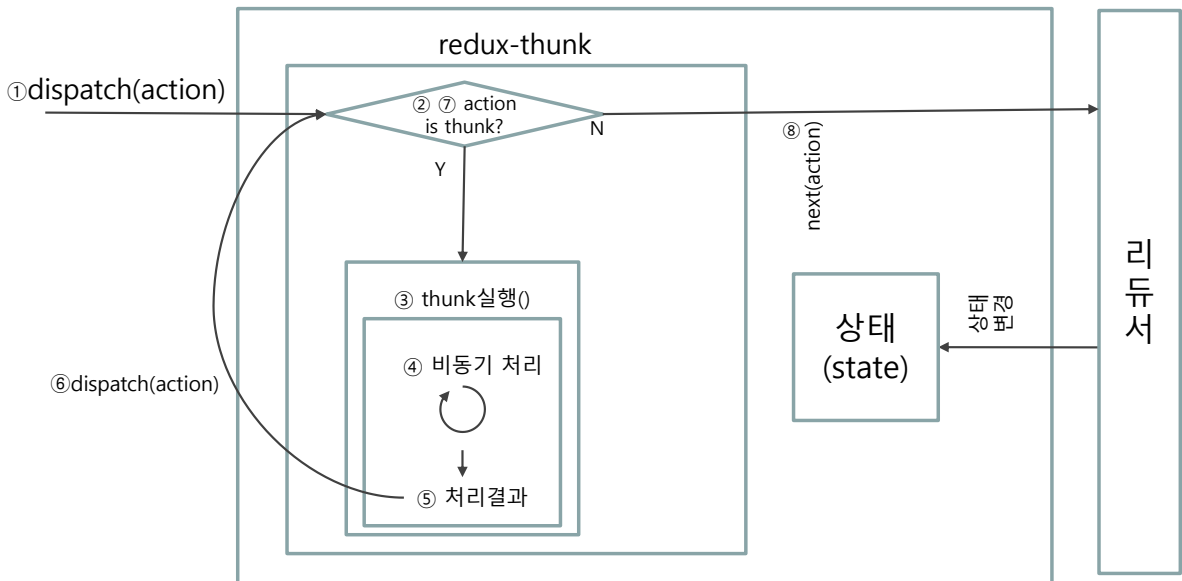 redux-thunk
①dispatch(action)
② ⑦ action
is thunk?
N
Y
⑧
next(action)
③ thunk실행()
④ 비동기 처리
⑤ 처리결과
⑥dispatch(action)
상태
(state)
상태
변경
리
듀
서